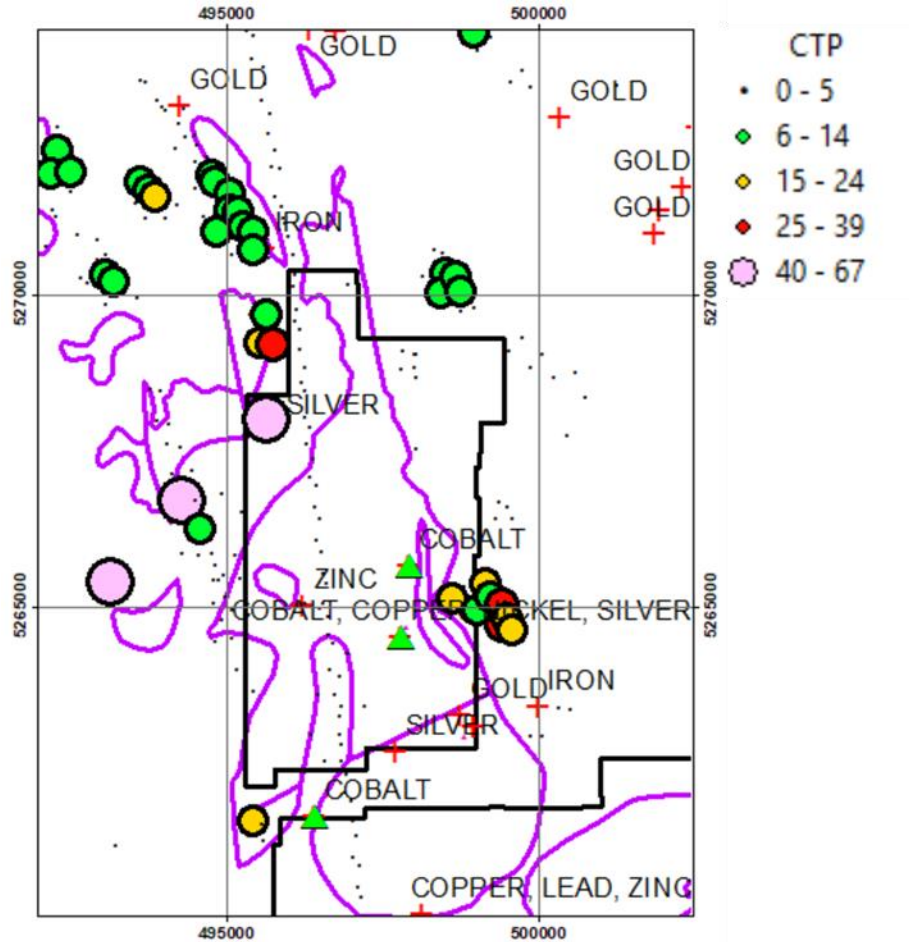 495000
500000
CTP
0 - 5
6 - 14
15 - 24
25 - 39
40 - 67
GOLD
GOLD
GOLD
GOLD
GOLD
IRON
5270000
5270000
SILVER
COBALT
ZINC
COBALT, COPPER, NICKEL, SILVER
5265000
5265000
GOLD
IRON
SILVER
COBALT
COPPER, LEAD, ZINC
495000
500000